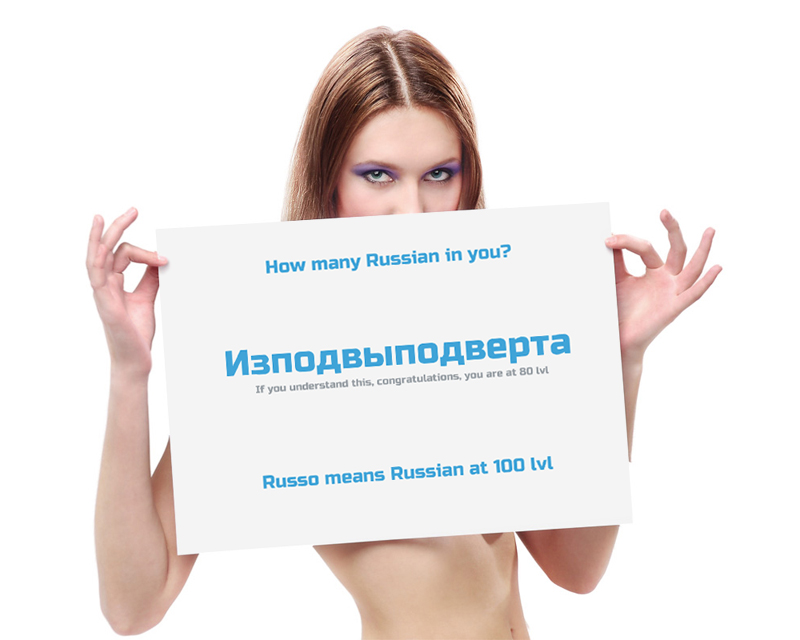 How many Russian in you?
Изподвыподверта
If you understand this, congratulations, you are at 80 lvl
Russo means Russian at 100 lvl